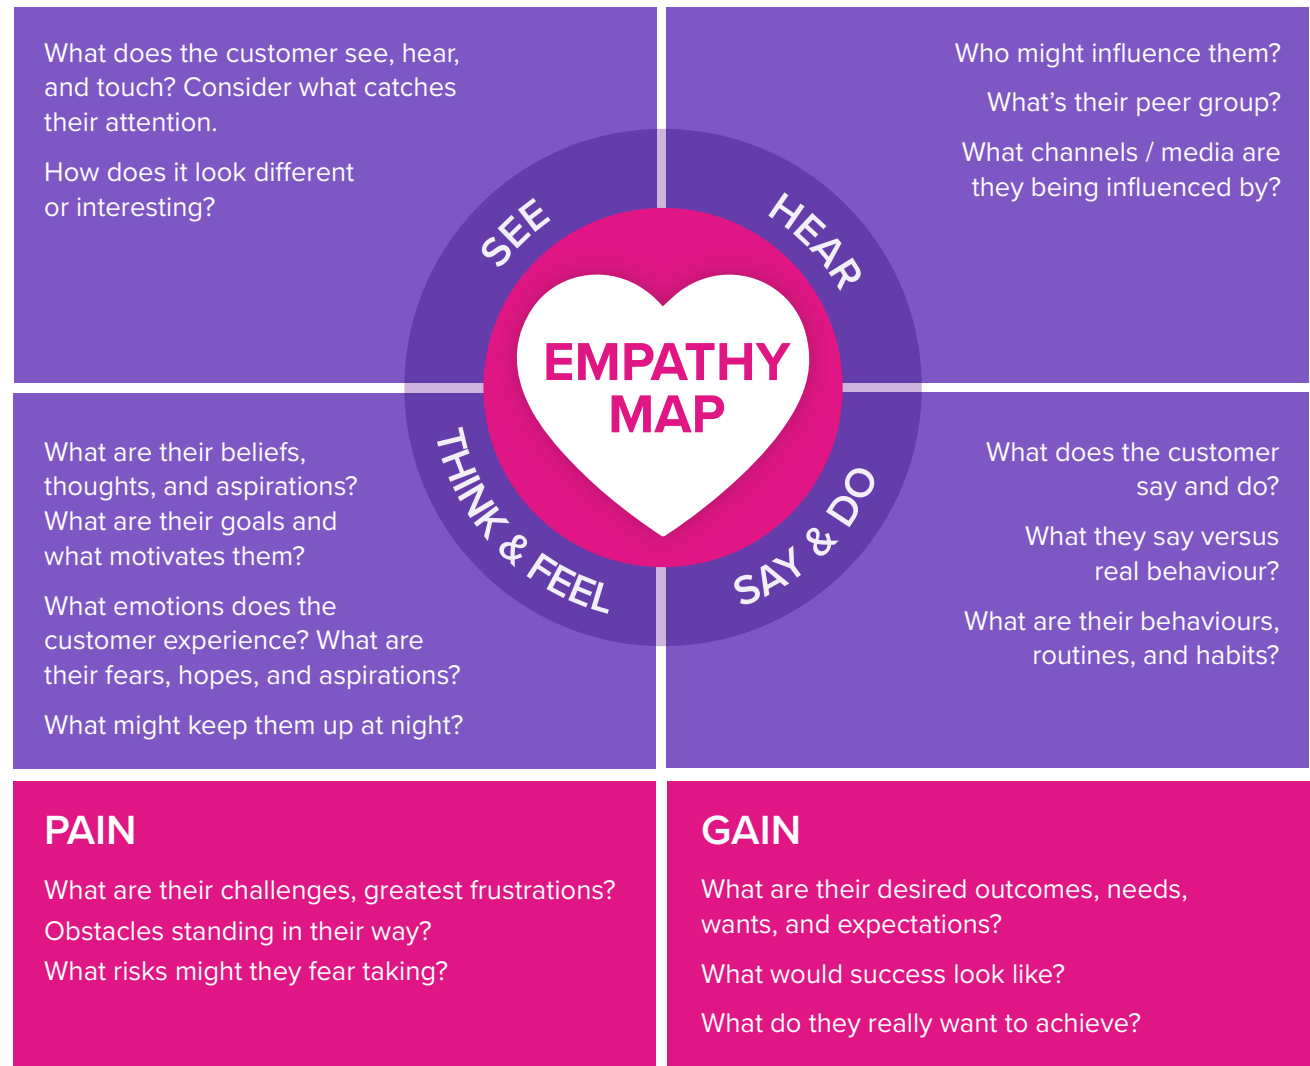 What does the customer see, hear,
and touch? Consider what catches
their attention.
How does it look different
or interesting?
SEE
Who might influence them?
What's their peer group?
What channels / media are
they being influenced by?
HEAR
EMPATHY
MAP
What are their beliefs,
thoughts, and aspirations?
What are their goals and
what motivates them?
What emotions does the
customer experience? What are
their fears, hopes, and aspirations?
What might keep them up at night?
THINK & FEEL
What does the customer
say and do?
What they say versus
real behaviour?
What are their behaviours,
routines, and habits?
SAY & DO
PAIN
What are their challenges, greatest frustrations?
Obstacles standing in their way?
What risks might they fear taking?
GAIN
What are their desired outcomes, needs,
wants, and expectations?
What would success look like?
What do they really want to achieve?